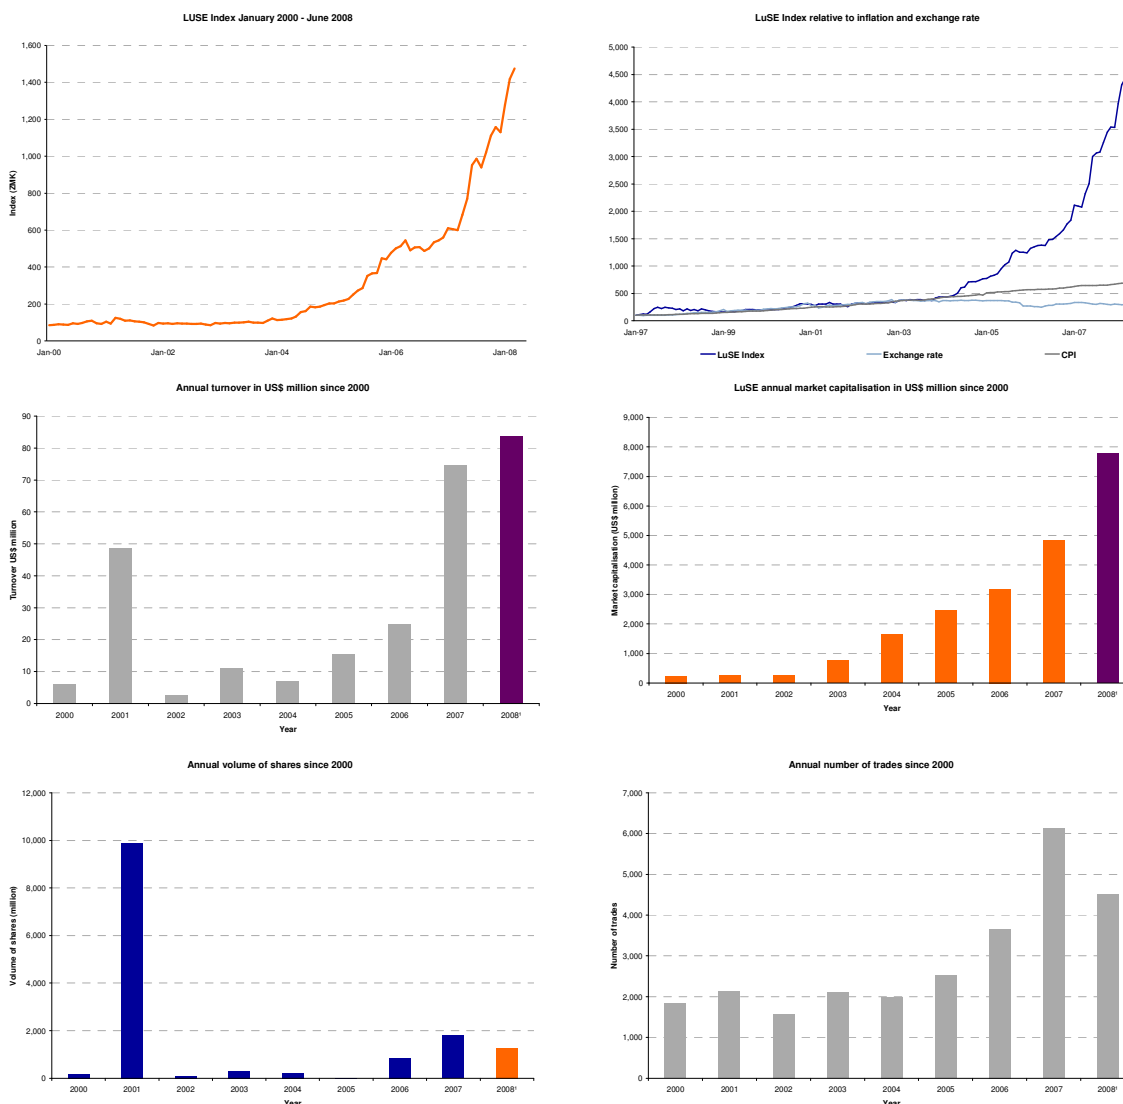 LUSE Index January 2000 - June 2008
1,600
1,400
1,200
1,000
800
600
400
200
0
Index (ZMK)
Jan-00 Jan-02 Jan-04 Jan-06 Jan-08
LuSE Index relative to inflation and exchange rate
5,000
4,500
4,000
3,500
3,000
2,500
2,000
1,500
1,000
500
0
Jan-97 Jan-99 Jan-01 Jan-03 Jan-05 Jan-07
LuSE Index Exchange rate CPI
Annual turnover in US$ million since 2000
90
80
70
60
50
40
30
20
10
0
Turnover US$ million
2000 2001 2002 2003 2004 2005 2006 2007 2008¹
Year
LuSE annual market capitalisation in US$ million since 2000
9,000
8,000
7,000
6,000
5,000
4,000
3,000
2,000
1,000
0
Market capitalisation (US$ million)
2000 2001 2002 2003 2004 2005 2006 2007 2008¹
Year
Annual volume of shares since 2000
12,000
10,000
8,000
6,000
4,000
2,000
0
Volume of shares (million)
2000 2001 2002 2003 2004 2005 2006 2007 2008¹
Year
Annual number of trades since 2000
7,000
6,000
5,000
4,000
3,000
2,000
1,000
0
Number of trades
2000 2001 2002 2003 2004 2005 2006 2007 2008¹
Year